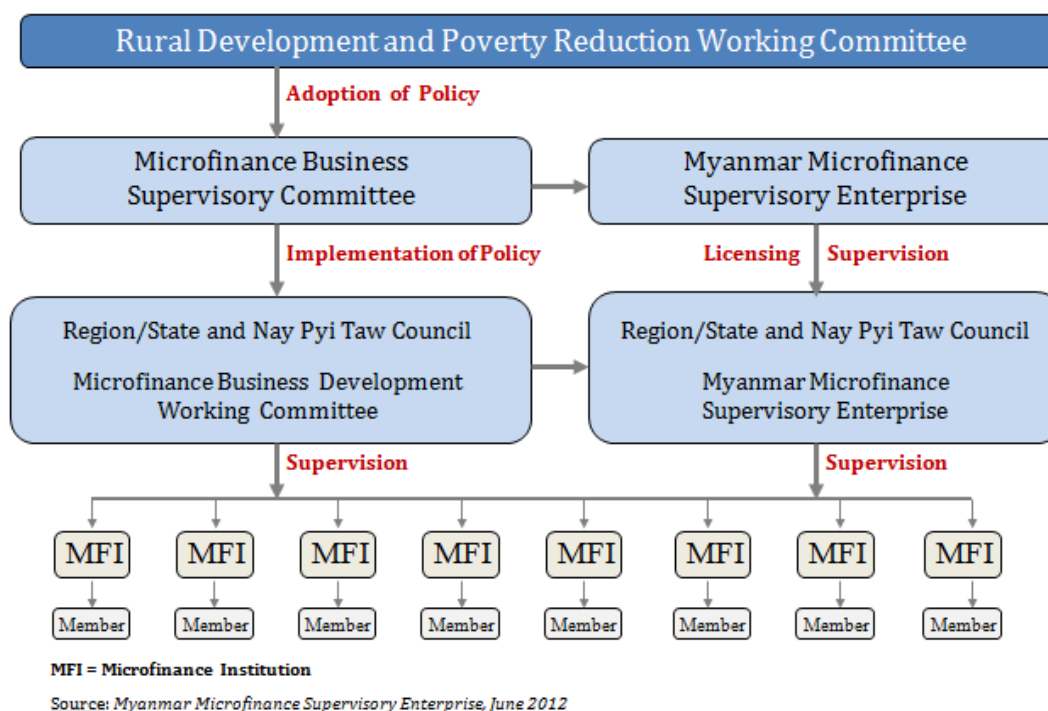 Rural Development and Poverty Reduction Working Committee
Adoption of Policy
Microfinance Business
Supervisory Committee
Myanmar Microfinance
Supervisory Enterprise
Implementation of Policy
Licensing
Supervision
Region/State and Nay Pyi Taw Council
Microfinance Business Development
Working Committee
Region/State and Nay Pyi Taw Council
Myanmar Microfinance
Supervisory Enterprise
Supervision
Supervision
MFI
MFI
MFI
MFI
MFI
MFI
MFI
MFI
Member
Member
Member
Member
Member
Member
Member
Member
MFI = Microfinance Institution
Source: Myanmar Microfinance Supervisory Enterprise, June 2012